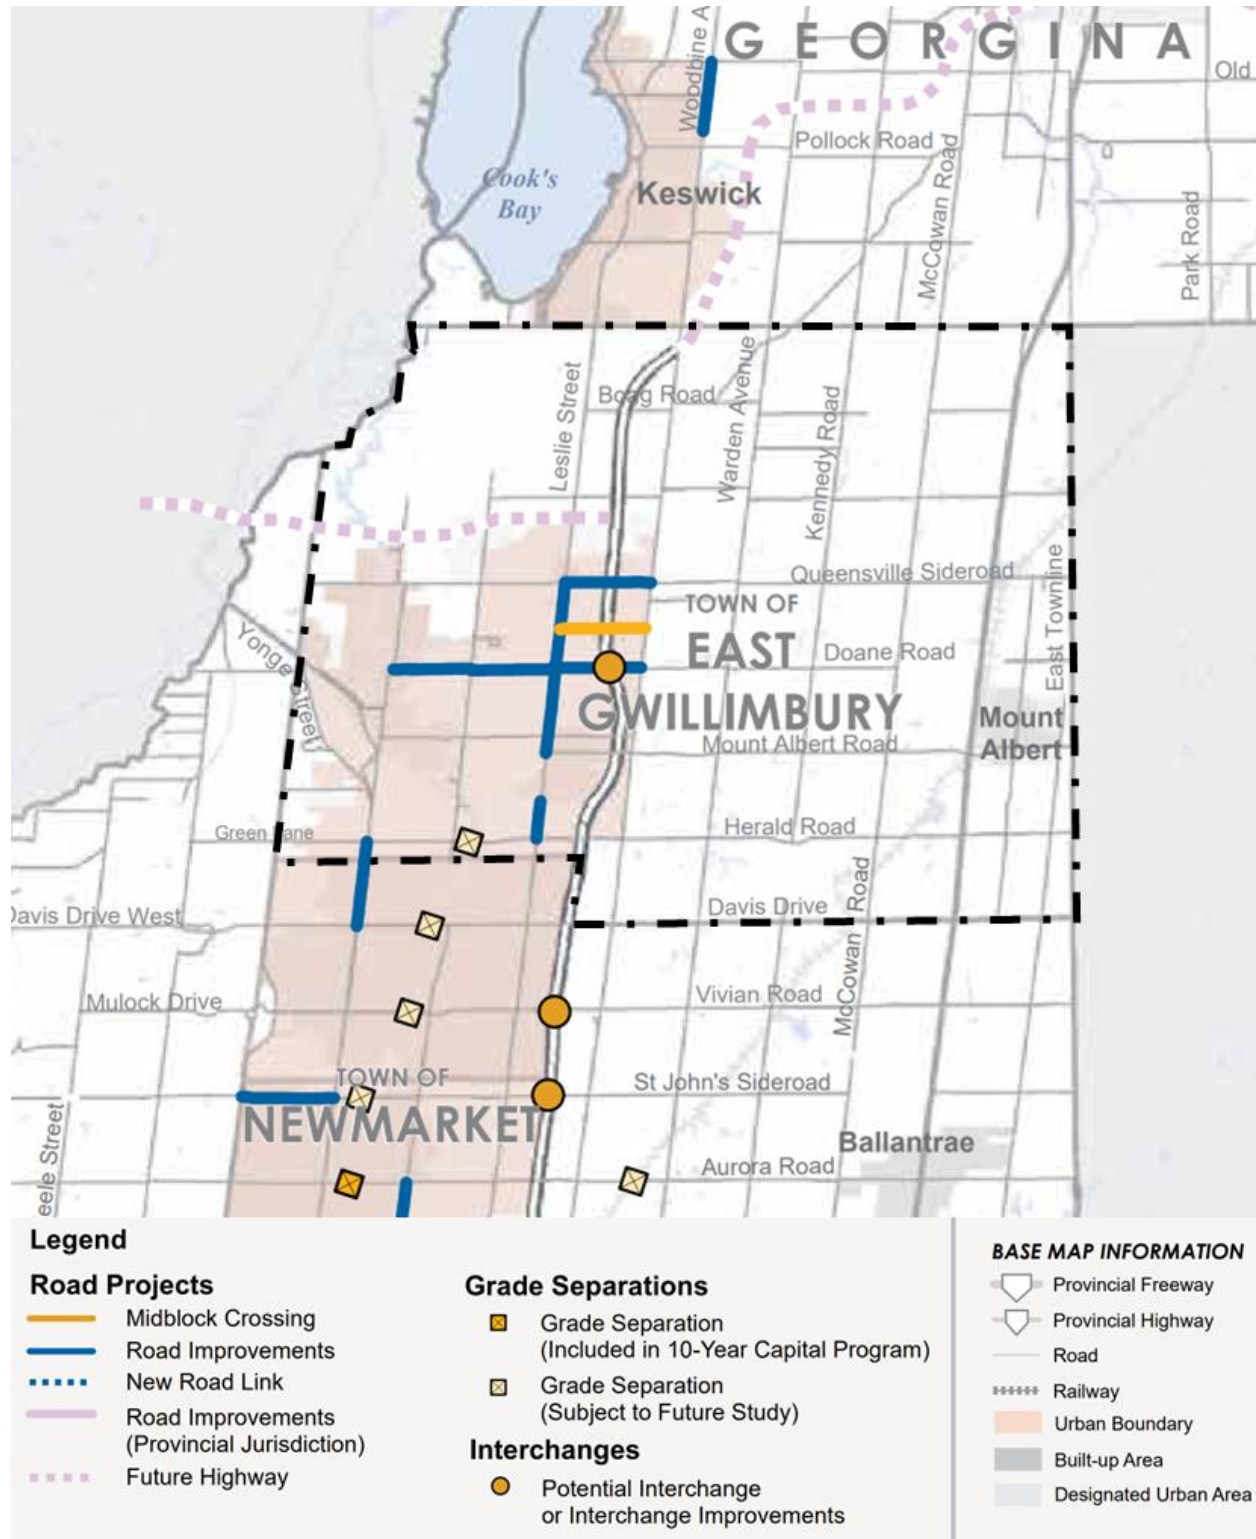 GEORGINA
Woodbine A
Old
Pollock Road
Cook's
Bay
Keswick
McCowan Road
Park Road
Leslie Street
Boag Road
Warden Avenue
Kennedy Road
Queensville Sideroad
East Townline
TOWN OF
EAST
GWILLIMBURY
Yonge Street
Doane Road
Mount
Albert
Mount Albert Road
Green Lane
Herald Road
Davis Drive West
Davis Drive
McCowan Road
Mulock Drive
Vivian Road
TOWN OF
NEWMARKET
St John's Sideroad
eele Street
Ballantrae
Aurora Road
Legend
Road Projects
Midblock Crossing
Road Improvements
New Road Link
Road Improvements
(Provincial Jurisdiction)
Future Highway
Grade Separations
Grade Separation
(Included in 10-Year Capital Program)
Grade Separation
(Subject to Future Study)
Interchanges
Potential Interchange
or Interchange Improvements
BASE MAP INFORMATION
Provincial Freeway
Provincial Highway
Road
Railway
Urban Boundary
Built-up Area
Designated Urban Area